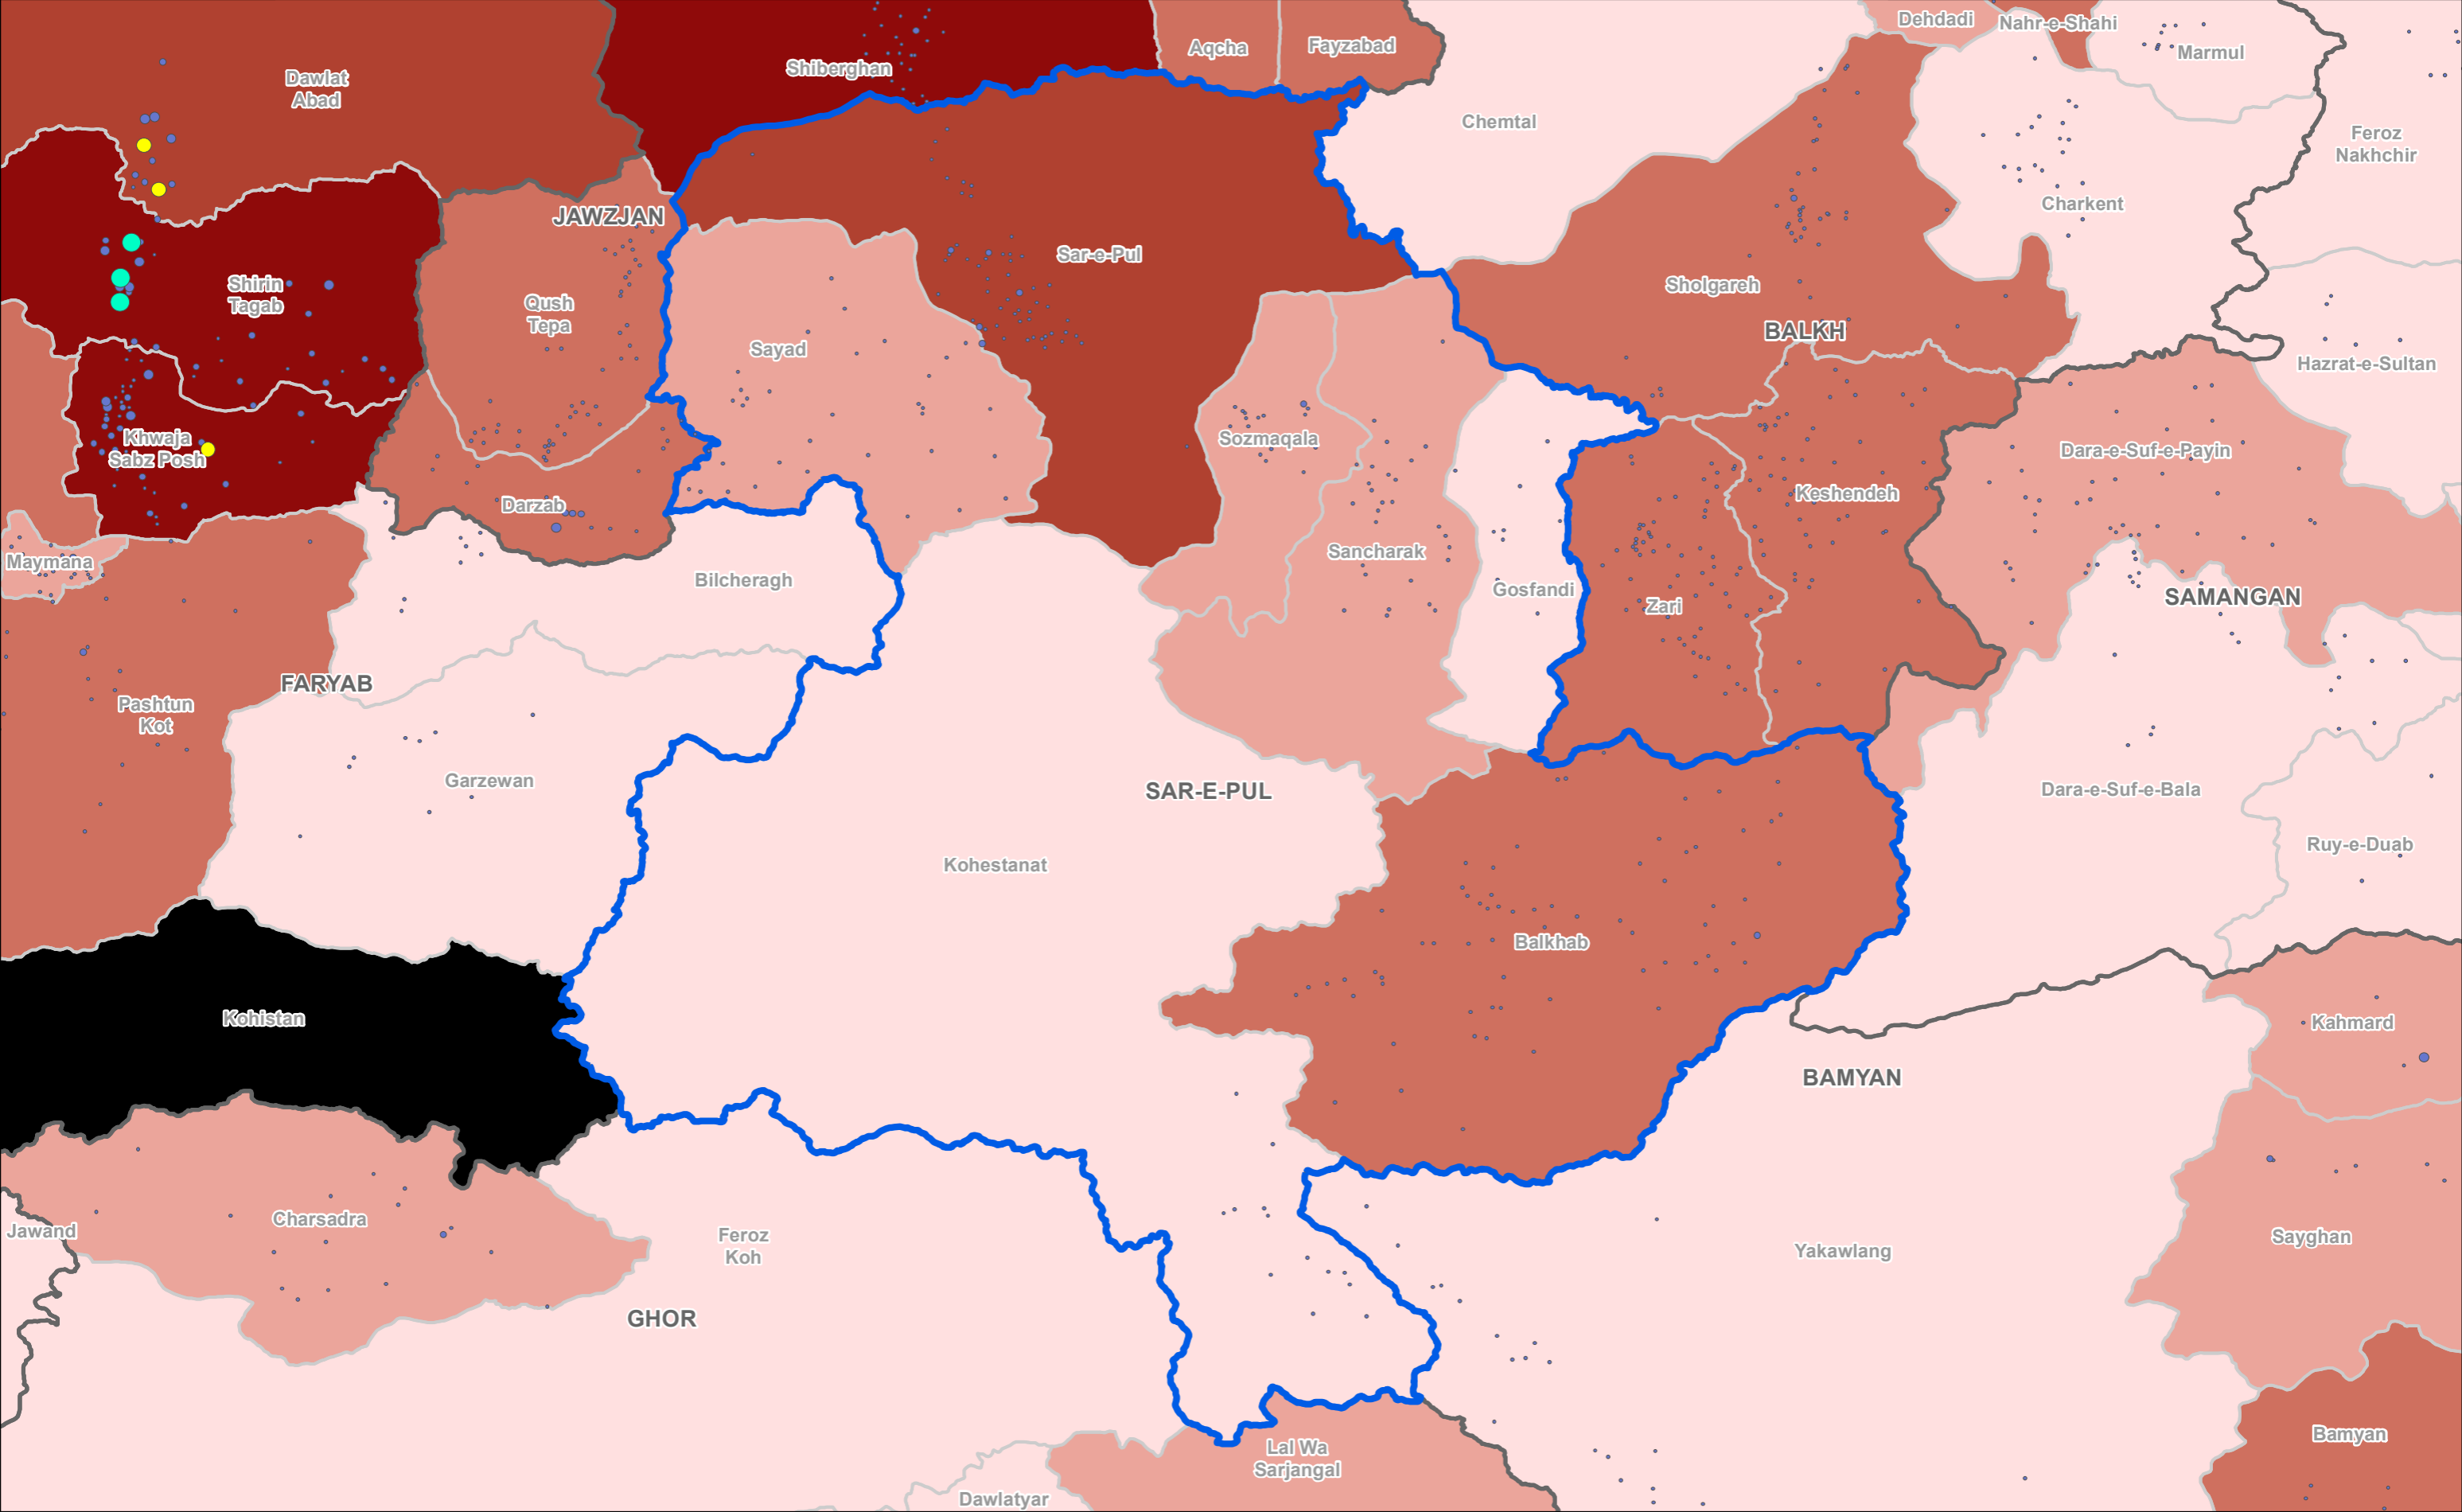 Dehdadi
Nahr-e-Shahi
Marmul
Aqcha
Fayzabad
Shiberghan
Dawlat
Abad
Chemtal
Feroz
Nakhchir
Charkent
JAWZJAN
Sar-e-Pul
Shirin
Tagab
Qush
Tepa
Sholgareh
BALKH
Sayad
Hazrat-e-Sultan
Khwaja
Sabz Posh
Sozmaqala
Dara-e-Suf-e-Payin
Keshendeh
Darzab
Maymana
Sancharak
Bilcheragh
Gosfandi
Zari
SAMANGAN
FARYAB
Pashtun
Kot
Garzewan
SAR-E-PUL
Dara-e-Suf-e-Bala
Ruy-e-Duab
Kohestanat
Balkhab
Kohistan
Kahmard
BAMYAN
Charsadra
Jawand
Feroz
Koh
Yakawlang
Sayghan
GHOR
Lal Wa
Sarjangal
Bamyan
Dawlatyar